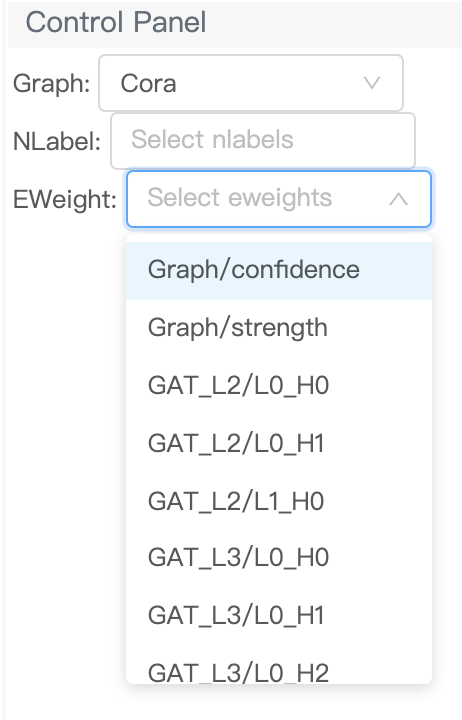 Control Panel
Graph: Cora
NLabel: Select nlabels
EWeight: Select eweights
Graph/confidence
Graph/strength
GAT_L2/L0_H0
GAT_L2/L0_H1
GAT_L2/L1_H0
GAT_L3/L0_H0
GAT_L3/L0_H1
GAT_L3/L0_H2